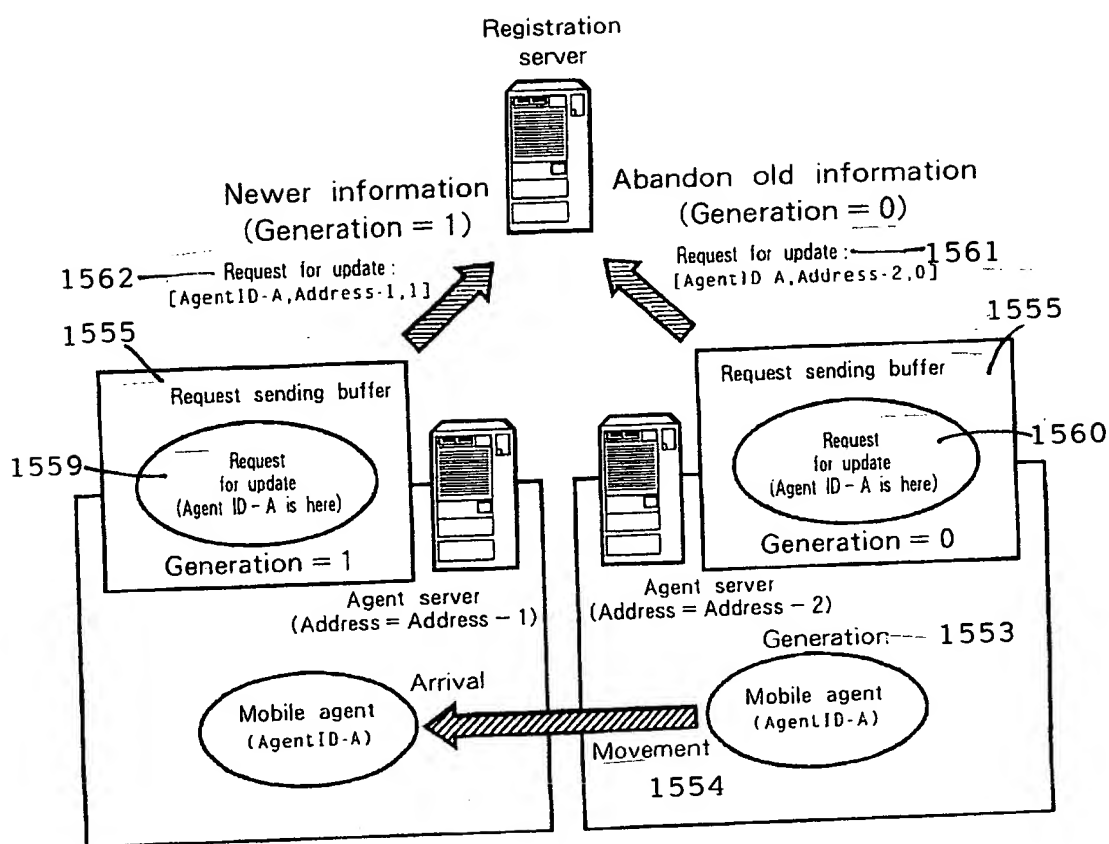 Registration
server
Newer information
(Generation = 1)
Abandon old information
(Generation = 0)
1562
Request for update :
[AgentID-A,Address-1,1]
Request for update :
1561
[AgentID A,Address-2,0]
1555
1555
Request sending buffer
Request sending buffer
1559
Request
for update
(Agent ID - A is here)
Generation = 1
1560
Request
for update
(Agent ID - A is here)
Generation = 0
Agent server
(Address = Address - 1)
Agent server
(Address = Address - 2)
Generation
1553
Arrival
Mobile agent
(AgentID-A)
Mobile agent
(AgentID-A)
Movement
1554